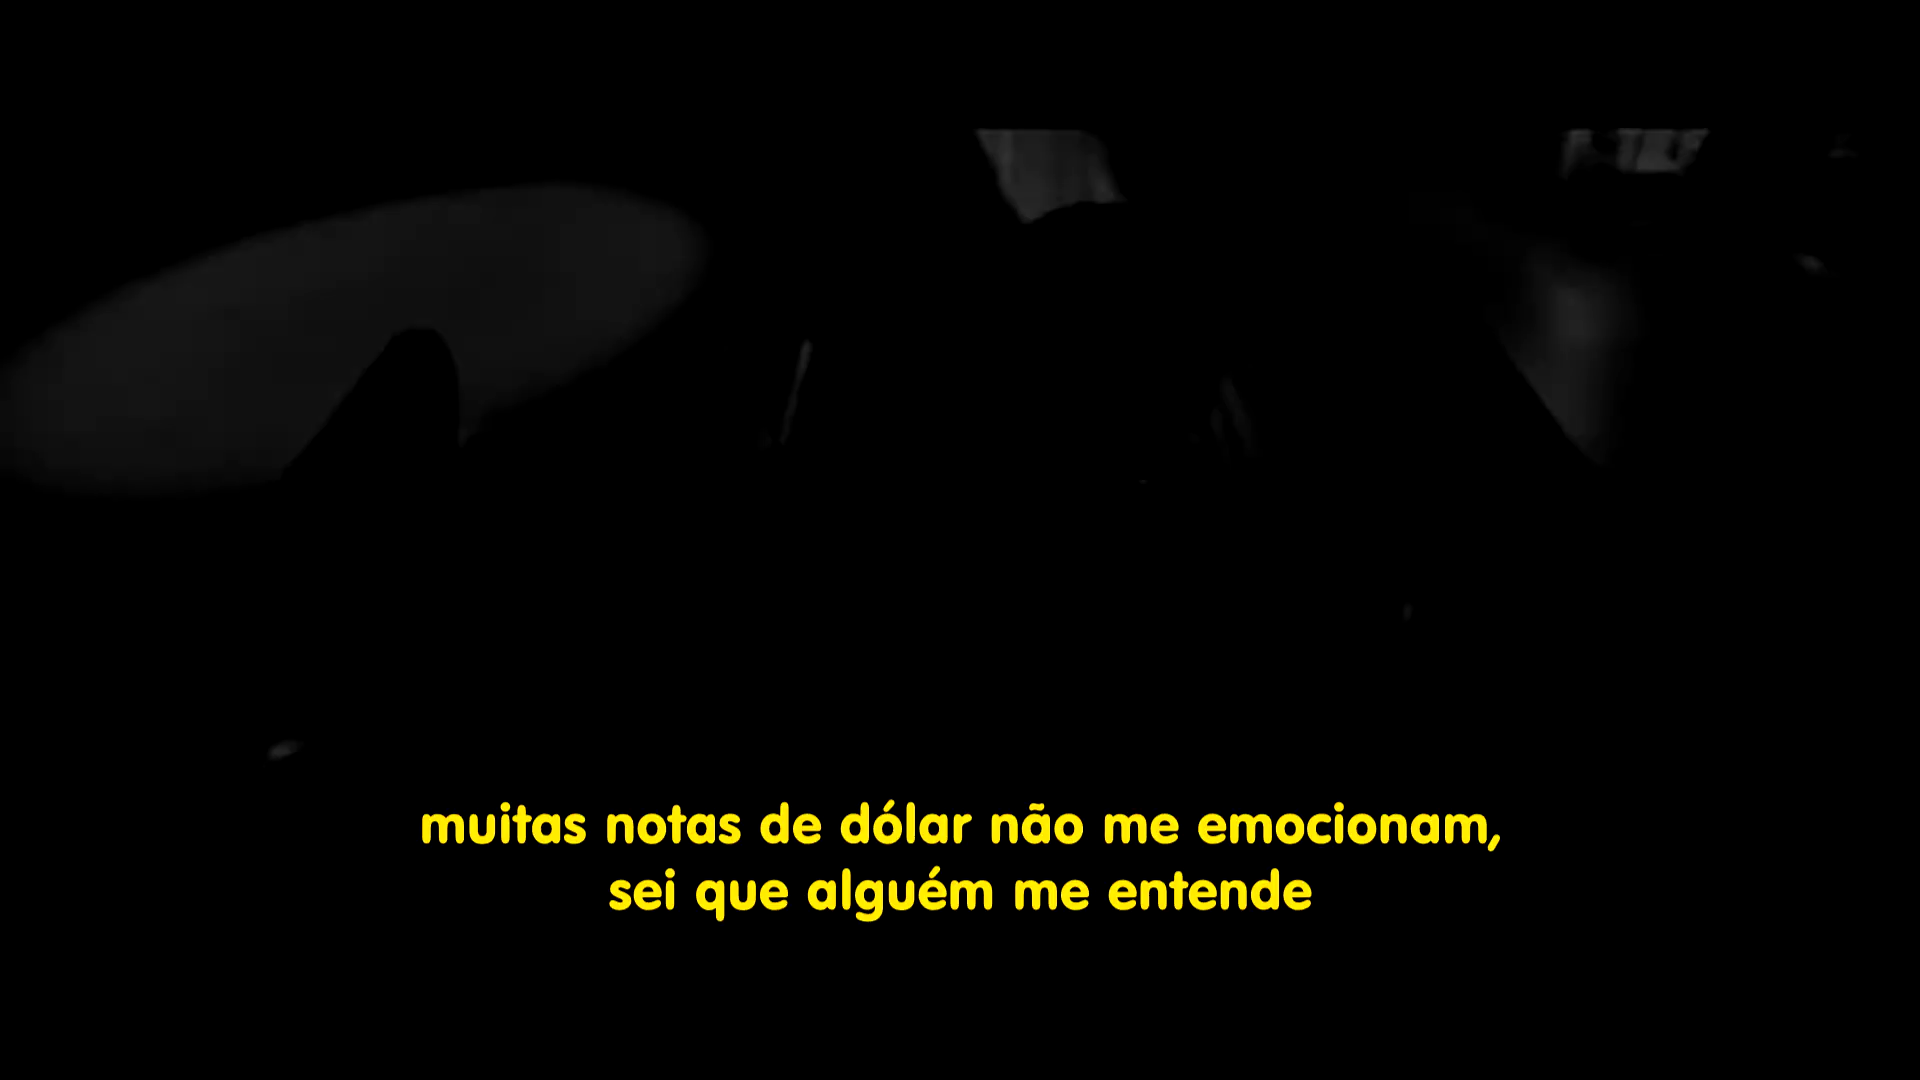 muitas notas de dólar não me emocionam,
sei que alguém me entende